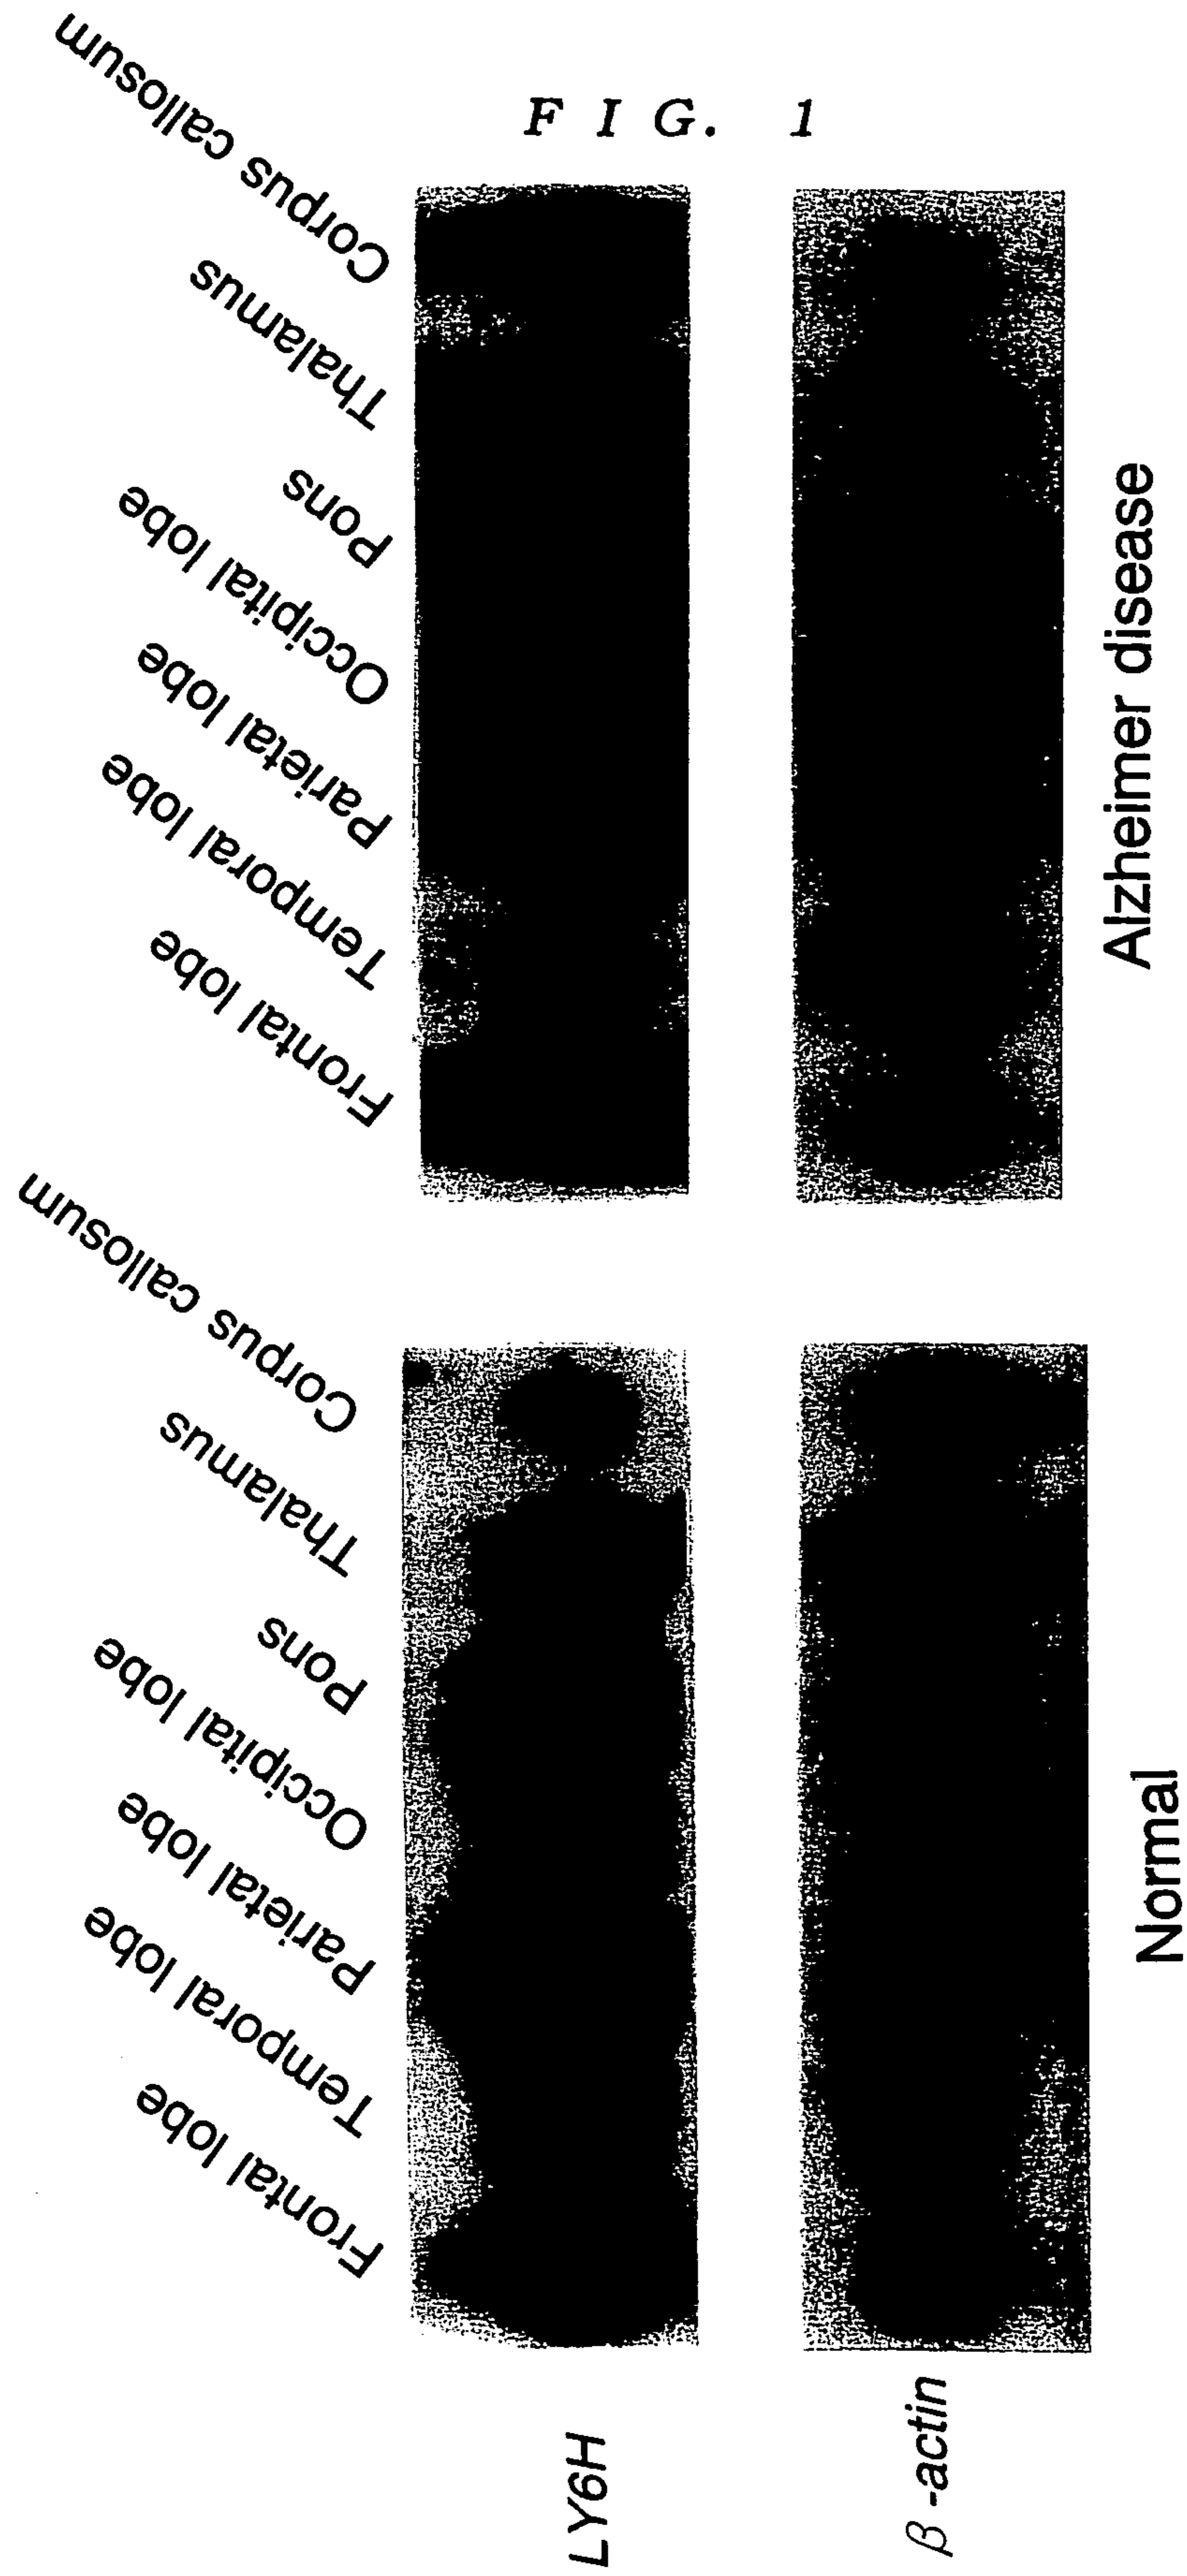 FIG. 1
Frontal lobe
Temporal lobe
Parietal lobe
Occipital lobe
Pons
Thalamus
Corpus callosum
Frontal lobe
Temporal lobe
Parietal lobe
Occipital lobe
Pons
Thalamus
Corpus callosum
LY6H
β-actin
Normal
Alzheimer disease